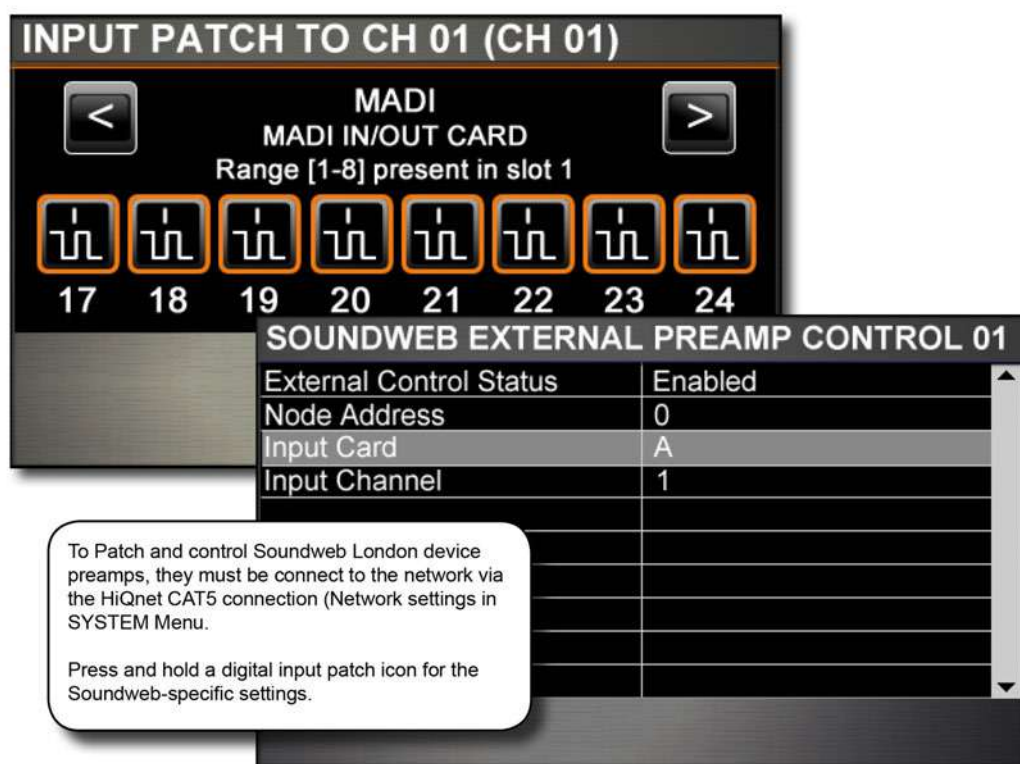 INPUT PATCH TO CH 01 (CH 01)
<
MADI
>
MADI IN/OUT CARD
Range [1-8] present in slot 1
17 18 19 20 21 22 23 24
SOUNDWEB EXTERNAL PREAMP CONTROL 01
External Control Status Enabled
Node Address 0
Input Card A
Input Channel 1
To Patch and control Soundweb London device
preamps, they must be connect to the network via
the HiQnet CAT5 connection (Network settings in
SYSTEM Menu.
Press and hold a digital input patch icon for the
Soundweb-specific settings.